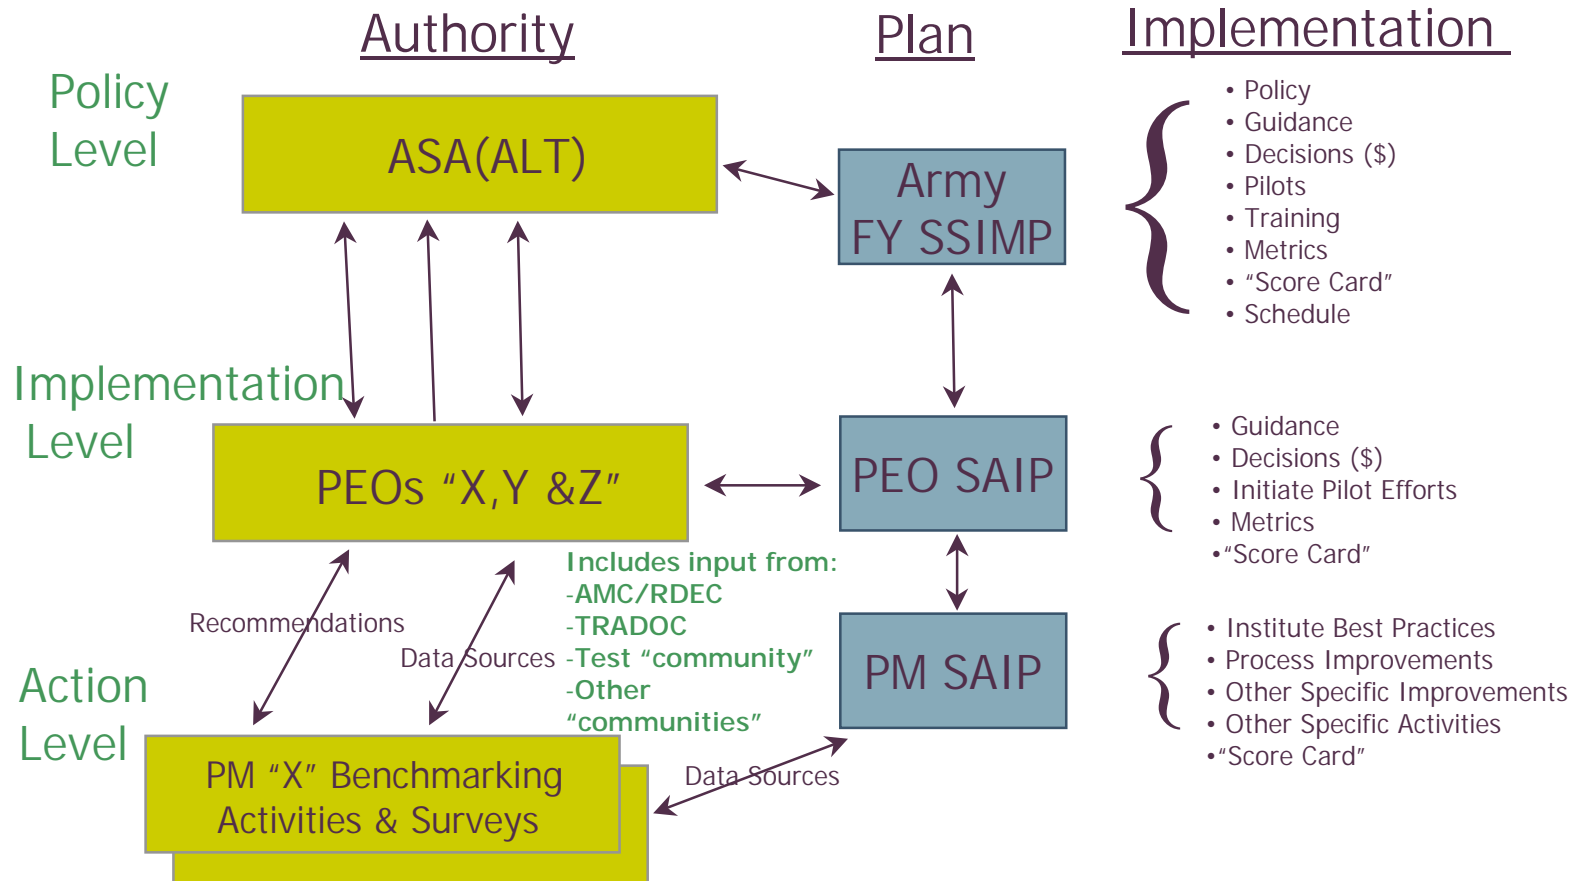 Authority
Plan
Implementation
Policy
Level
ASA(ALT)
Army
FY SSIMP
• Policy
• Guidance
• Decisions ($)
• Pilots
• Training
• Metrics
• “Score Card”
• Schedule
Implementation
Level
PEOs “X,Y &Z”
PEO SAIP
• Guidance
• Decisions ($)
• Initiate Pilot Efforts
• Metrics
•“Score Card”
Recommendations
Data Sources
Includes input from:
-AMC/RDEC
-TRADOC
-Test “community”
-Other
“communities”
PM SAIP
• Institute Best Practices
• Process Improvements
• Other Specific Improvements
• Other Specific Activities
•“Score Card”
Action
Level
PM “X” Benchmarking
Activities & Surveys
Data Sources